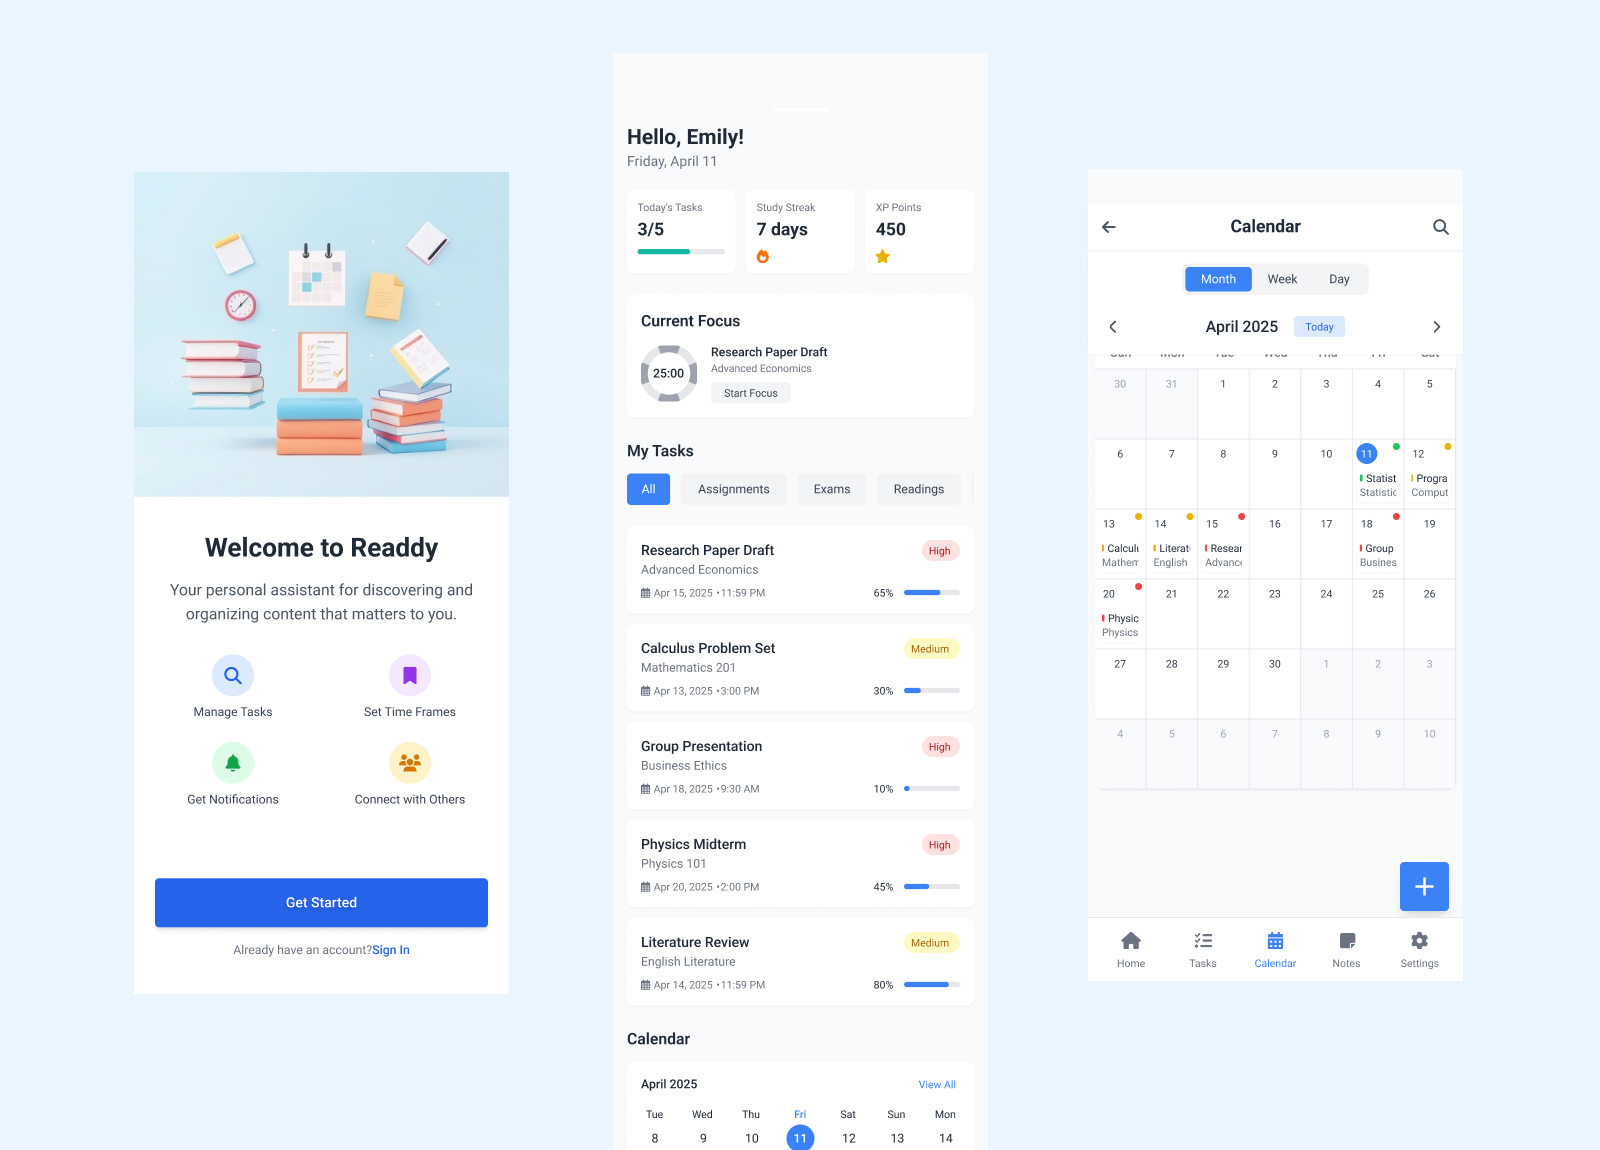 Welcome to Readdy
Your personal assistant for discovering and
organizing content that matters to you.
Manage Tasks
Set Time Frames
Get Notifications
Connect with Others
Get Started
Already have an account?Sign In
Hello, Emily!
Friday, April 11
Today's Tasks
3/5
Study Streak
7 days
XP Points
450
Current Focus
25:00
Research Paper Draft
Advanced Economics
Start Focus
My Tasks
All Assignments Exams Readings
Research Paper Draft High
Advanced Economics
Apr 15, 2025 •11:59 PM 65%
Calculus Problem Set Medium
Mathematics 201
Apr 13, 2025 •3:00 PM 30%
Group Presentation High
Business Ethics
Apr 18, 2025 •9:30 AM 10%
Physics Midterm High
Physics 101
Apr 20, 2025 •2:00 PM 45%
Literature Review Medium
English Literature
Apr 14, 2025 •11:59 PM 80%
Calendar
April 2025 View All
Tue Wed Thu Fri Sat Sun Mon
8 9 10 11 12 13 14
Calendar
Month Week Day
April 2025 Today
Sun Mon Tue Wed Thu Fri Sat
30 31 1 2 3 4 5
6 7 8 9 10 11 12
Statist Progra
Statistic Comput
13 14 15 16 17 18 19
Calculu Literat Resear Group
Mathem English Advanc Busines
20 21 22 23 24 25 26
Physic
Physics
27 28 29 30 1 2 3
4 5 6 7 8 9 10
Home Tasks Calendar Notes Settings